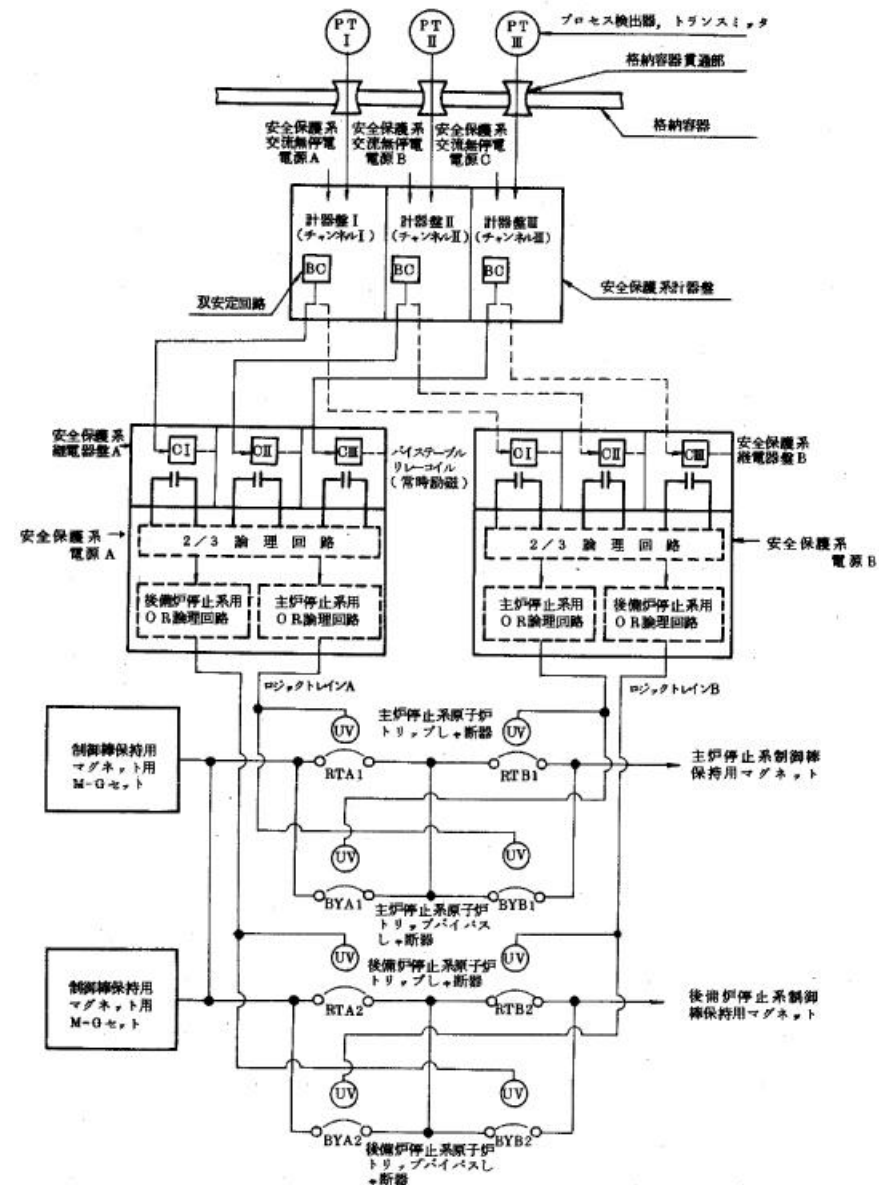 PT
I
PT
II
PT
III
プロセス検出器,トランスミッタ
格納容器貫通部
格納容器
安全保護系
交流無停電
電源A
安全保護系
交流無停電
電源B
安全保護系
交流無停電
電源C
計器盤I
(チャンネルI)
計器盤II
(チャンネルII)
計器盤III
(チャンネルIII)
BC
BC
BC
双安定回路
安全保護系計器盤
安全保護系
継電器盤A
CI
CII
CIII
バイステーブル
リレーコイル
(常時励磁)
CI
CII
CIII
安全保護系
継電器盤B
安全保護系
電源A
2/3 論理回路
2/3 論理回路
安全保護系
電源B
後備炉停止系用
OR論理回路
主炉停止系用
OR論理回路
主炉停止系用
OR論理回路
後備炉停止系用
OR論理回路
ロジックトレインA
ロジックトレインB
制御棒保持用
マグネット用
M-Gセット
UV
主炉停止系原子炉
トリップしゃ断器
UV
RTA1
RTB1
主炉停止系制御棒
保持用マグネット
UV
UV
BYA1
主炉停止系原子炉
トリップバイパス
しゃ断器
BYB1
制御棒保持用
マグネット用
M-Gセット
UV
後備炉停止系原子炉
トリップしゃ断器
UV
RTA2
RTB2
後備炉停止系制御
棒保持用マグネット
UV
UV
BYA2
後備炉停止系原子炉
トリップバイパスし
ゃ断器
BYB2